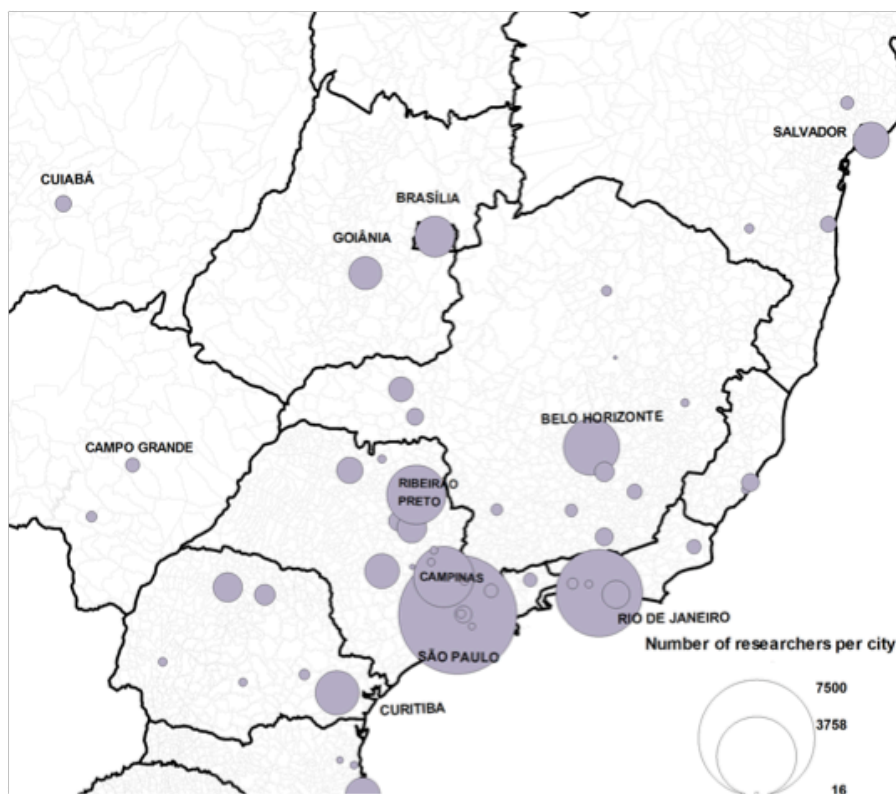 SALVADOR
CUIABÁ
BRASÍLIA
GOIÂNIA
BELO HORIZONTE
CAMPO GRANDE
RIBEIRÃO
PRETO
CAMPINAS
RIO DE JANEIRO
SÃO PAULO
CURITIBA
Number of researchers per city
7500
3758
16